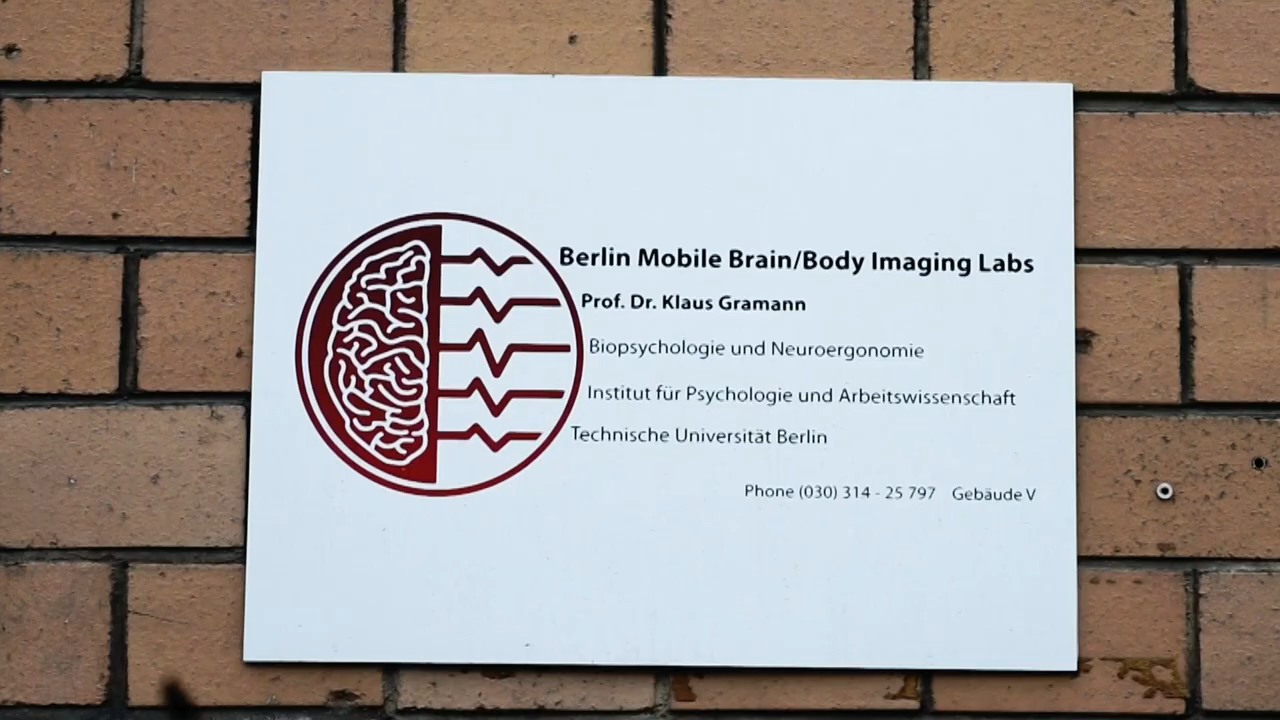 Berlin Mobile Brain/Body Imaging Labs
Prof. Dr. Klaus Gramann
Biopsychologie und Neuroergonomie
Institut für Psychologie und Arbeitswissenschaft
Technische Universität Berlin
Phone (030) 314 - 25 797 Gebäude V